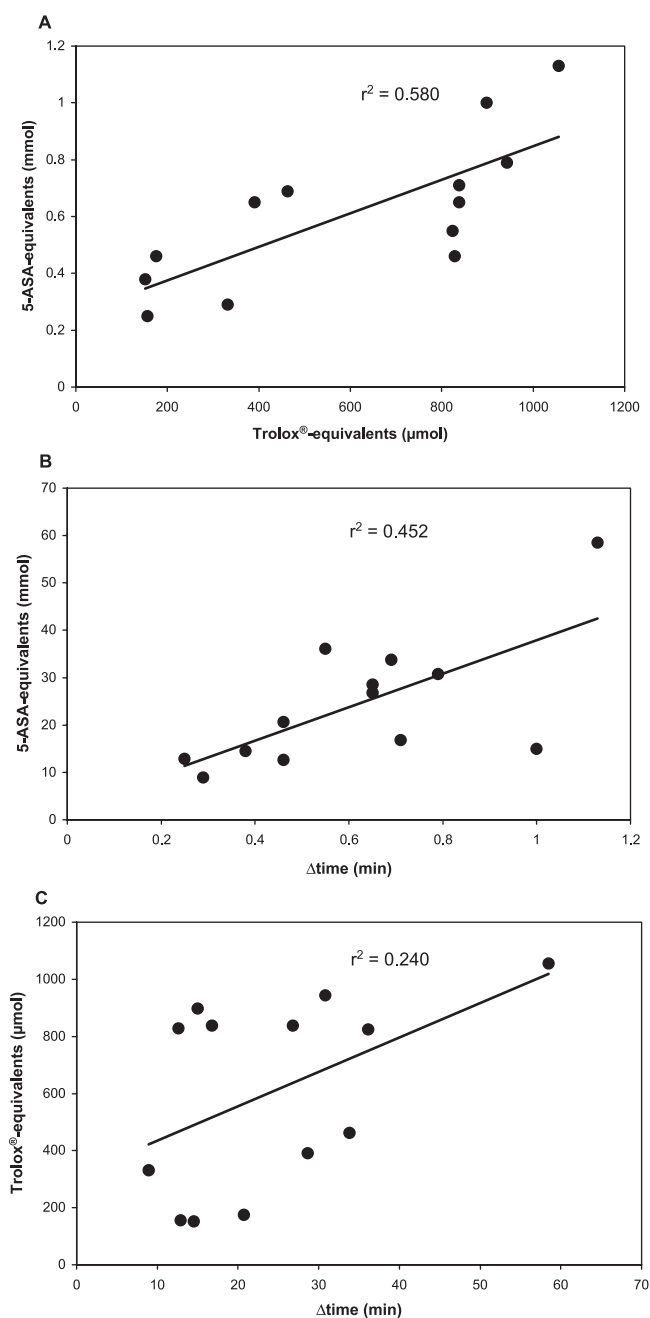 A
1.2
1
0.8
0.6
0.4
0.2
0
5-ASA-equivalents (mmol)
r² = 0.580
0 200 400 600 800 1000 1200
Trolox®-equivalents (µmol)
B
70
60
50
40
30
20
10
0
5-ASA-equivalents (mmol)
r² = 0.452
0 0.2 0.4 0.6 0.8 1 1.2
Δtime (min)
C
1200
1000
800
600
400
200
0
Trolox®-equivalents (µmol)
r² = 0.240
0 10 20 30 40 50 60 70
Δtime (min)